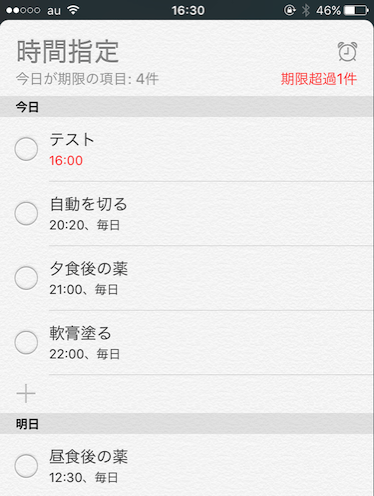 au 16:30 46%
時間指定
今日が期限の項目: 4件 期限超過1件
今日
テスト
16:00
自動を切る
20:20、毎日
夕食後の薬
21:00、毎日
軟膏塗る
22:00、毎日
明日
昼食後の薬
12:30、毎日